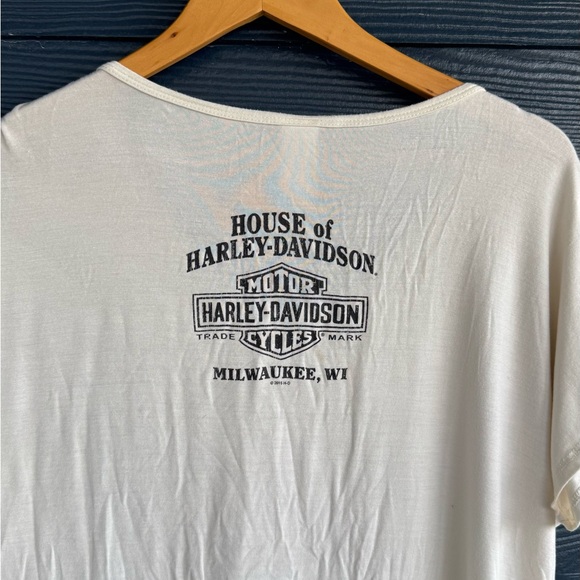 HOUSE of
HARLEY-DAVIDSON
MOTOR
HARLEY-DAVIDSON
CYCLES
TRADE MARK
MILWAUKEE, WI